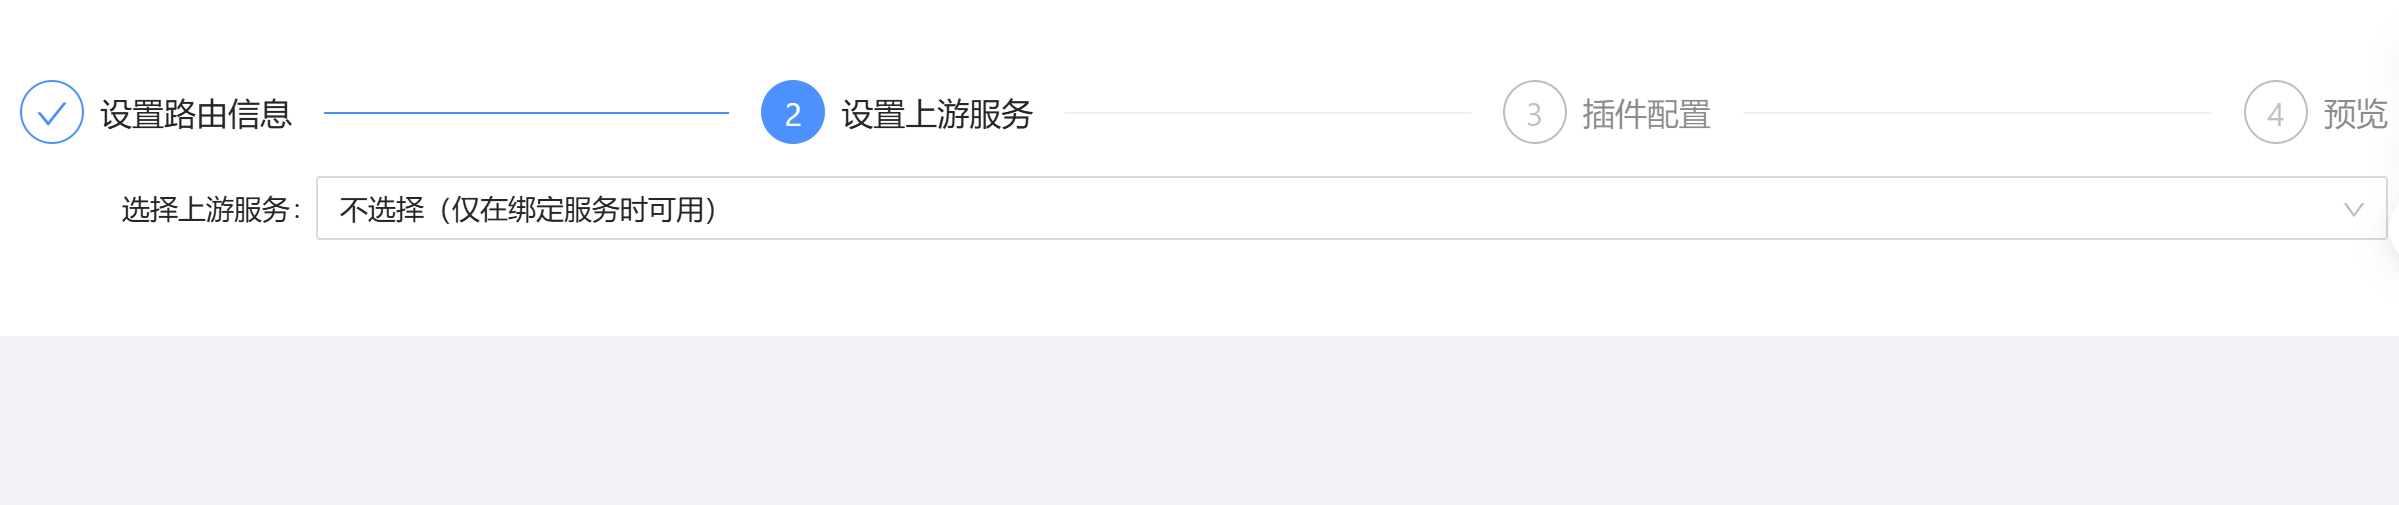 设置路由信息 2 设置上游服务 3 插件配置 4 预览
选择上游服务: 不选择（仅在绑定服务时可用）